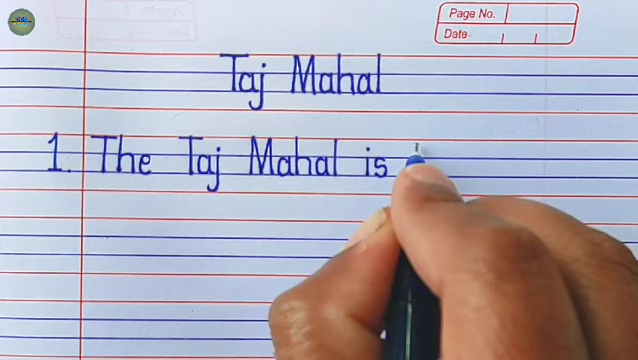 Page No.
Date
Taj Mahal
1. The Taj Mahal is